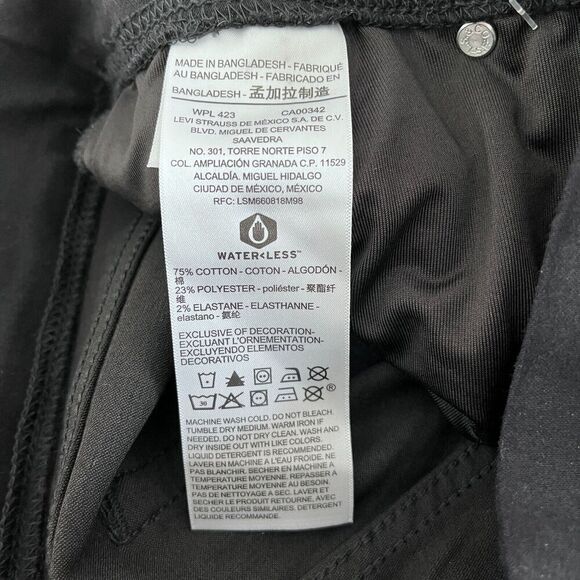 MADE IN BANGLADESH - FABRIQUÉ
AU BANGLADESH - FABRICADO EN
BANGLADESH - 孟加拉制造
WPL 423 CA00342
LEVI STRAUSS DE MÉXICO S.A. DE C.V.
BLVD. MIGUEL DE CERVANTES
SAAVEDRA
NO. 301, TORRE NORTE PISO 7
COL. AMPLIACIÓN GRANADA C.P. 11529
ALCALDÍA. MIGUEL HIDALGO
CIUDAD DE MÉXICO, MÉXICO
RFC: LSM660818M98
WATER<LESS™
75% COTTON - COTON - ALGODÓN -
棉
23% POLYESTER - poliéster - 聚酯纤
维
2% ELASTANE - ELASTHANNE -
elastano - 氨纶
EXCLUSIVE OF DECORATION-
EXCLUANT L'ORNEMENTATION-
EXCLUYENDO ELEMENTOS
DECORATIVOS
30
®
MACHINE WASH COLD. DO NOT BLEACH.
TUMBLE DRY MEDIUM. WARM IRON IF
NEEDED. DO NOT DRY CLEAN. WASH AND
DRY INSIDE OUT WITH LIKE COLORS.
LIQUID DETERGENT IS RECOMMENDED.
LAVER EN MACHINE À L'EAU FROIDE. NE
PAS BLANCHIR. SÉCHER EN MACHINE À
TEMPÉRATURE MOYENNE. REPASSER À
TEMPÉRATURE MOYENNE AU BESOIN.
PAS DE NETTOYAGE A SEC. LAVER ET
SÉCHER LE PRODUIT RETOURNÉ, AVEC
DES COULEURS SIMILAIRES. DÉTERGENT
LIQUIDE RECOMMANDÉ.